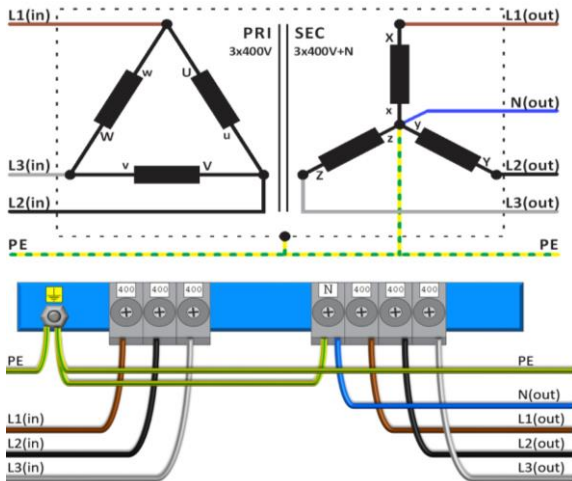 L1(in)
PRI
3x400V
SEC
3x400V+N
L1(out)
X
w
U
N(out)
W
u
x
z
y
v
V
L3(in)
Z
Y
L2(out)
L2(in)
L3(out)
PE
PE
400
400
400
N
400
400
400
PE
PE
N(out)
L1(in)
L1(out)
L2(in)
L2(out)
L3(in)
L3(out)